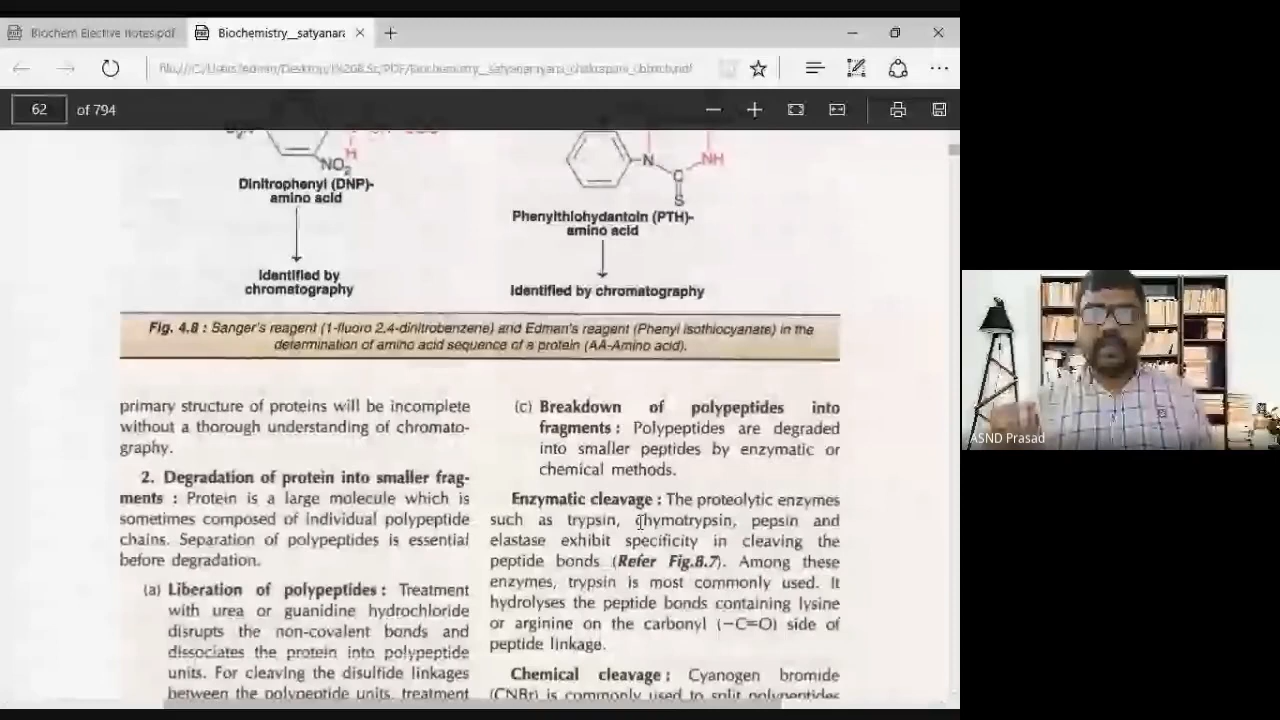 Biochem Elective notes.pdf
Biochemistry__satyanara
62 of 794
NO2
H
N
NH
C
S
Dinitrophenyl (DNP)-
amino acid
Phenylthiohydantoin (PTH)-
amino acid
Identified by
chromatography
Identified by chromatography
Fig. 4.8 : Sanger's reagent (1-fluoro 2,4-dinitrobenzene) and Edman's reagent (Phenyl isothiocyanate) in the
determination of amino acid sequence of a protein (AA-Amino acid).
primary structure of proteins will be incomplete
without a thorough understanding of chromato-
graphy.
2. Degradation of protein into smaller frag-
ments : Protein is a large molecule which is
sometimes composed of individual polypeptide
chains. Separation of polypeptides is essential
before degradation.
(a) Liberation of polypeptides : Treatment
with urea or guanidine hydrochloride
disrupts the non-covalent bonds and
dissociates the protein into polypeptide
units. For cleaving the disulfide linkages
between the polypeptide units, treatment
(c) Breakdown of polypeptides into
fragments : Polypeptides are degraded
into smaller peptides by enzymatic or
chemical methods.
Enzymatic cleavage : The proteolytic enzymes
such as trypsin, chymotrypsin, pepsin and
elastase exhibit specificity in cleaving the
peptide bonds (Refer Fig.8.7). Among these
enzymes, trypsin is most commonly used. It
hydrolyses the peptide bonds containing lysine
or arginine on the carbonyl (−C=O) side of
peptide linkage.
Chemical cleavage : Cyanogen bromide
(CNBr) is commonly used to split polypeptides
ASND Prasad